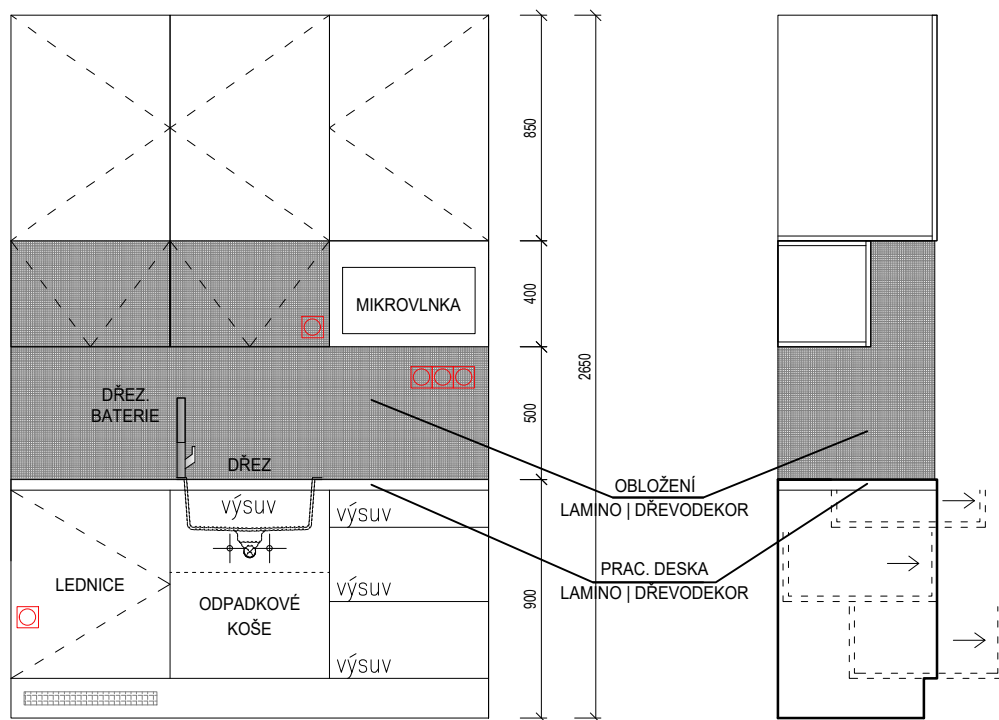 850
400
MIKROVLNKA
2650
500
DŘEZ.
BATERIE
DŘEZ
OBLOŽENÍ
LAMINO | DŘEVODEKOR
výsuv
výsuv
PRAC. DESKA
LAMINO | DŘEVODEKOR
LEDNICE
výsuv
900
ODPADKOVÉ
KOŠE
výsuv